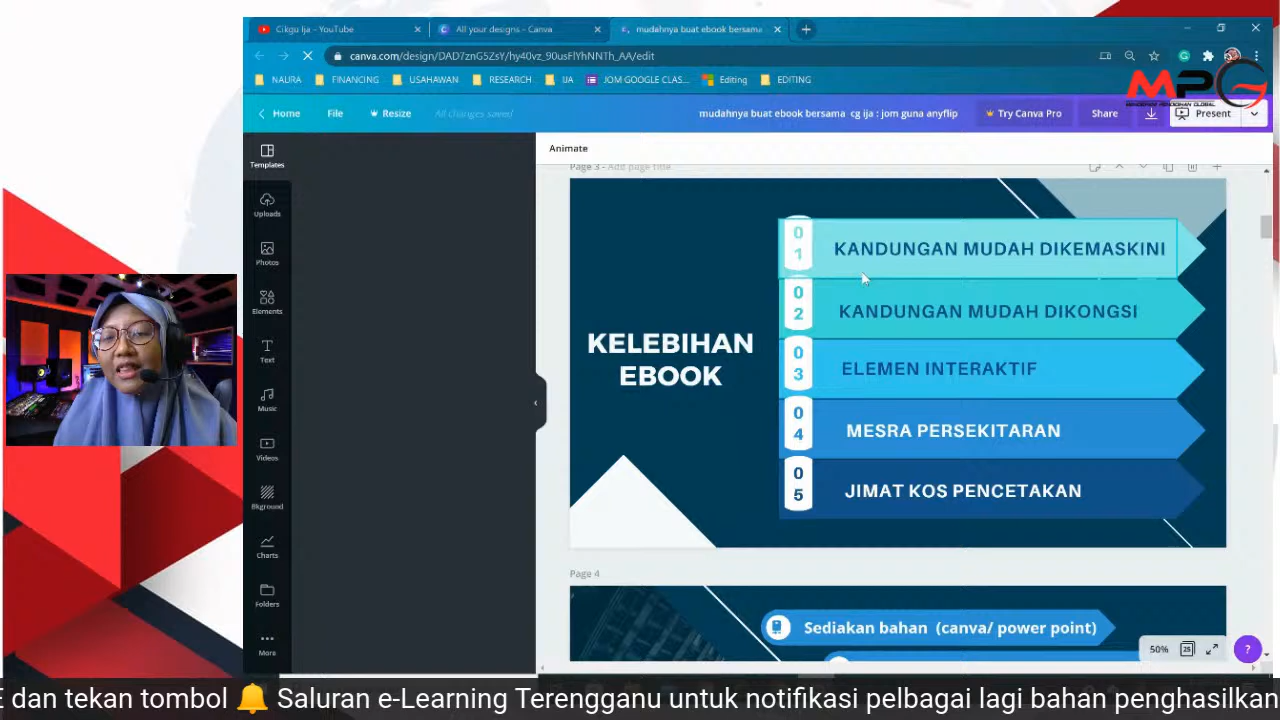 Cikgu Ija - YouTube
All your designs - Canva
mudahnya buat ebook bersama
canva.com/design/DAD7znG5ZsY/hy40vz_90usFlYhNNTh_AA/edit
NAURA
FINANCING
USAHAWAN
RESEARCH
IJA
JOM GOOGLE CLAS...
Editing
EDITING
MPG
Home
File
Resize
All changes saved
mudahnya buat ebook bersama cg ija : jom guna anyflip
Try Canva Pro
Share
Present
Templates
Uploads
Photos
Elements
Text
Music
Videos
Bkground
Charts
Folders
More
Animate
Page 3 - Add page title
KELEBIHAN
EBOOK
01 KANDUNGAN MUDAH DIKEMASKINI
02 KANDUNGAN MUDAH DIKONGSI
03 ELEMEN INTERAKTIF
04 MESRA PERSEKITARAN
05 JIMAT KOS PENCETAKAN
Page 4
Sediakan bahan (canva/ power point)
50%
25
?
E dan tekan tombol 🔔 Saluran e-Learning Terengganu untuk notifikasi pelbagai lagi bahan penghasilkan